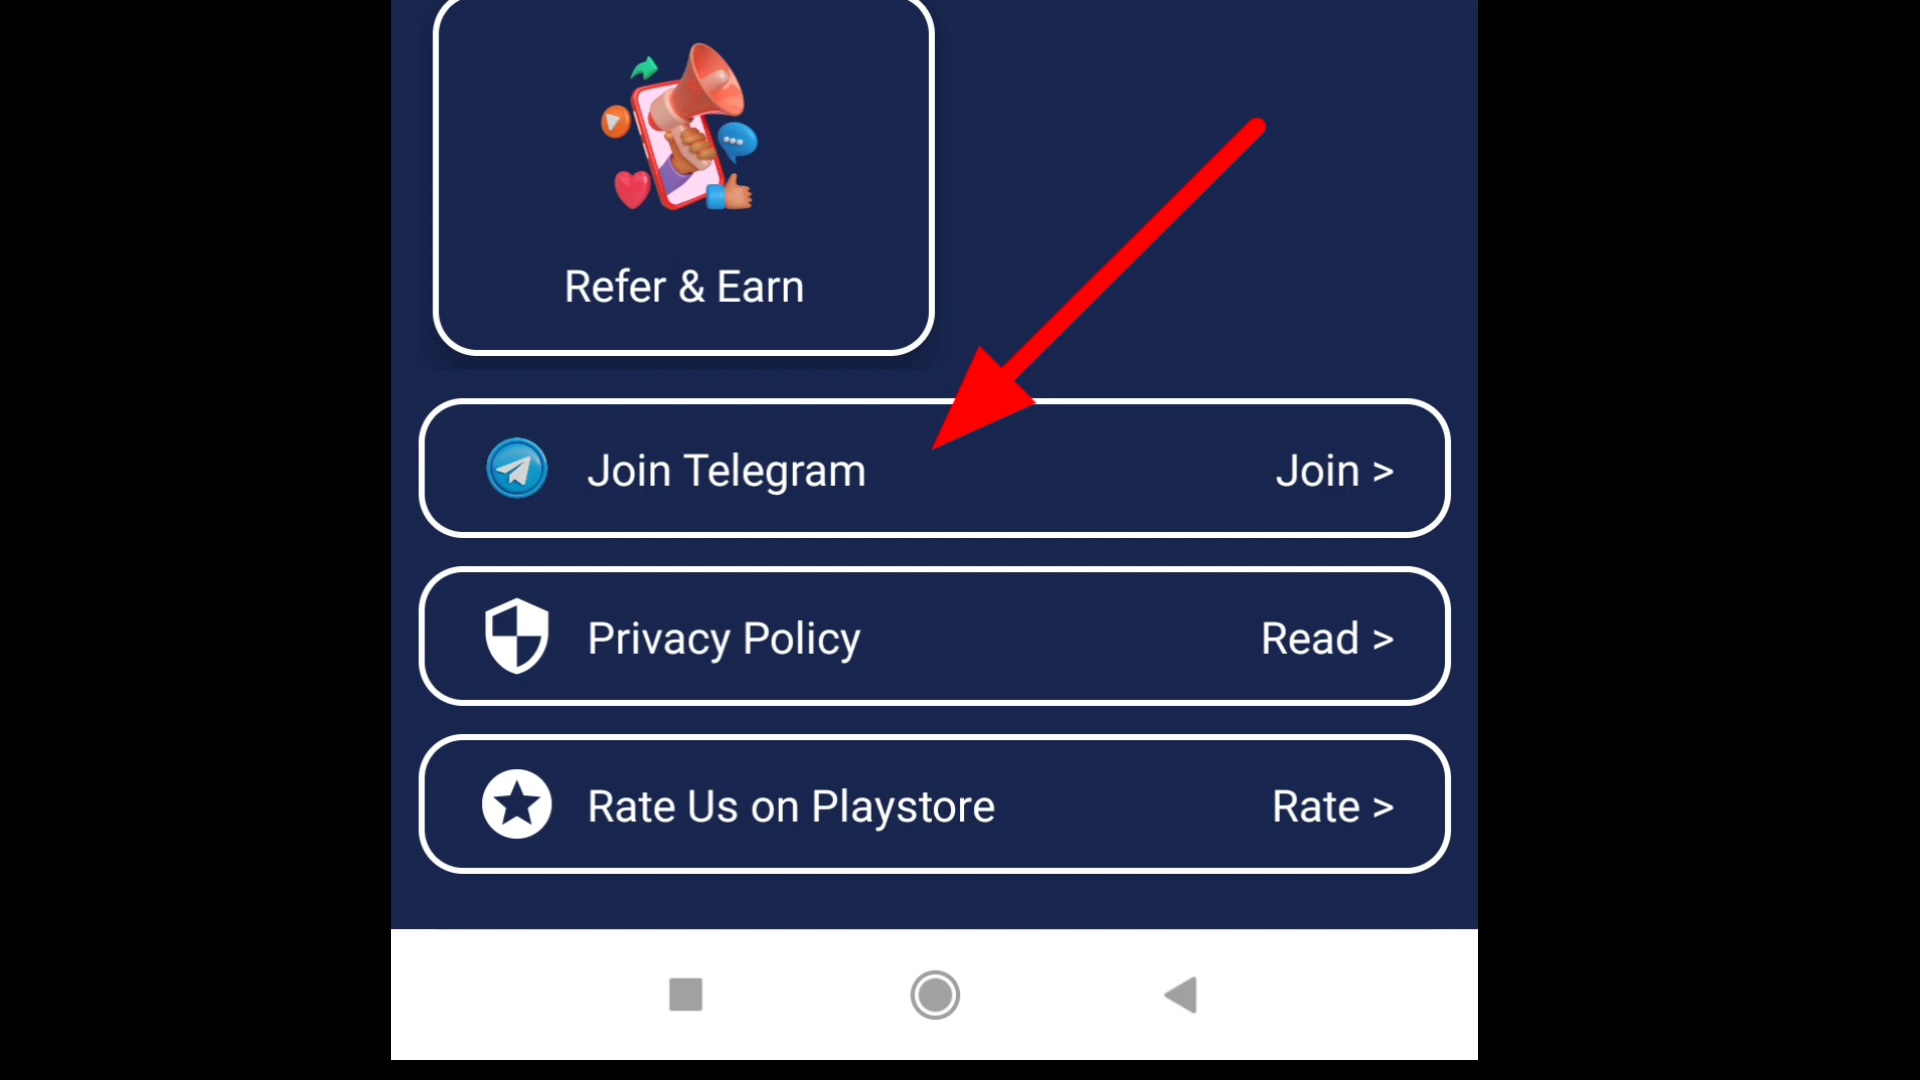 Refer & Earn
Join Telegram Join >
Privacy Policy Read >
Rate Us on Playstore Rate >